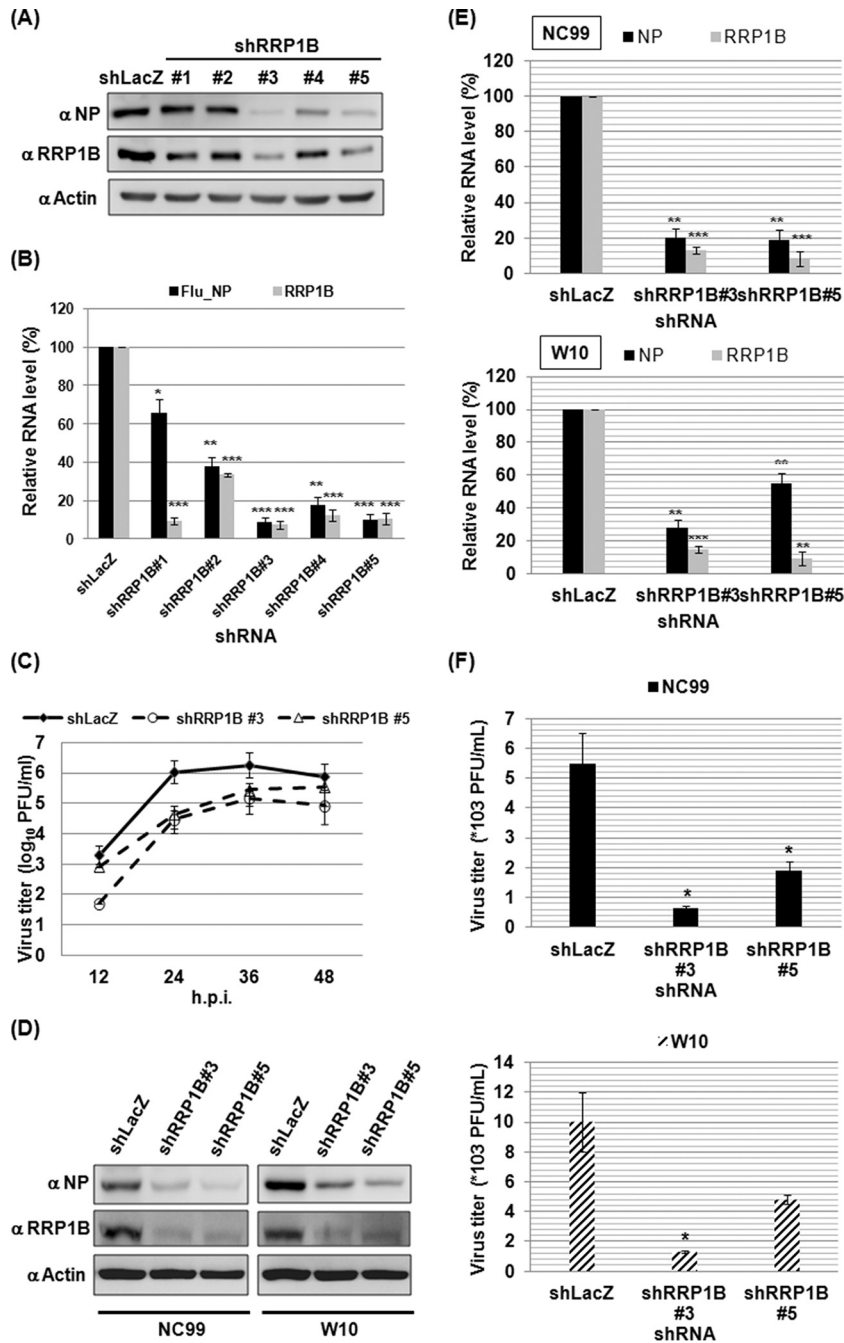 (A)
shRRP1B
shLacZ #1 #2 #3 #4 #5
α NP
α RRP1B
α Actin
(B)
Flu_NP RRP1B
Relative RNA level (%)
120
100
80
60
40
20
0
*
***
**
***
***
***
**
***
***
***
shLacZ
shRRP1B#1
shRRP1B#2
shRRP1B#3
shRRP1B#4
shRRP1B#5
shRNA
(C)
shLacZ shRRP1B #3 shRRP1B #5
Virus titer (log10 PFU/ml)
7
6
5
4
3
2
1
0
12 24 36 48
h.p.i.
(D)
shLacZ
shRRP1B#3
shRRP1B#5
shLacZ
shRRP1B#3
shRRP1B#5
α NP
α RRP1B
α Actin
NC99 W10
(E)
NC99
NP RRP1B
Relative RNA level (%)
120
100
80
60
40
20
0
**
***
**
***
shLacZ shRRP1B#3shRRP1B#5
shRNA
W10
NP RRP1B
Relative RNA level (%)
120
100
80
60
40
20
0
**
***
**
**
shLacZ shRRP1B#3shRRP1B#5
shRNA
(F)
NC99
Virus titer (*103 PFU/mL)
7
6
5
4
3
2
1
0
*
*
shLacZ shRRP1B shRRP1B
#3 #5
shRNA
W10
Virus titer (*103 PFU/mL)
14
12
10
8
6
4
2
0
*
shLacZ shRRP1B shRRP1B
#3 #5
shRNA